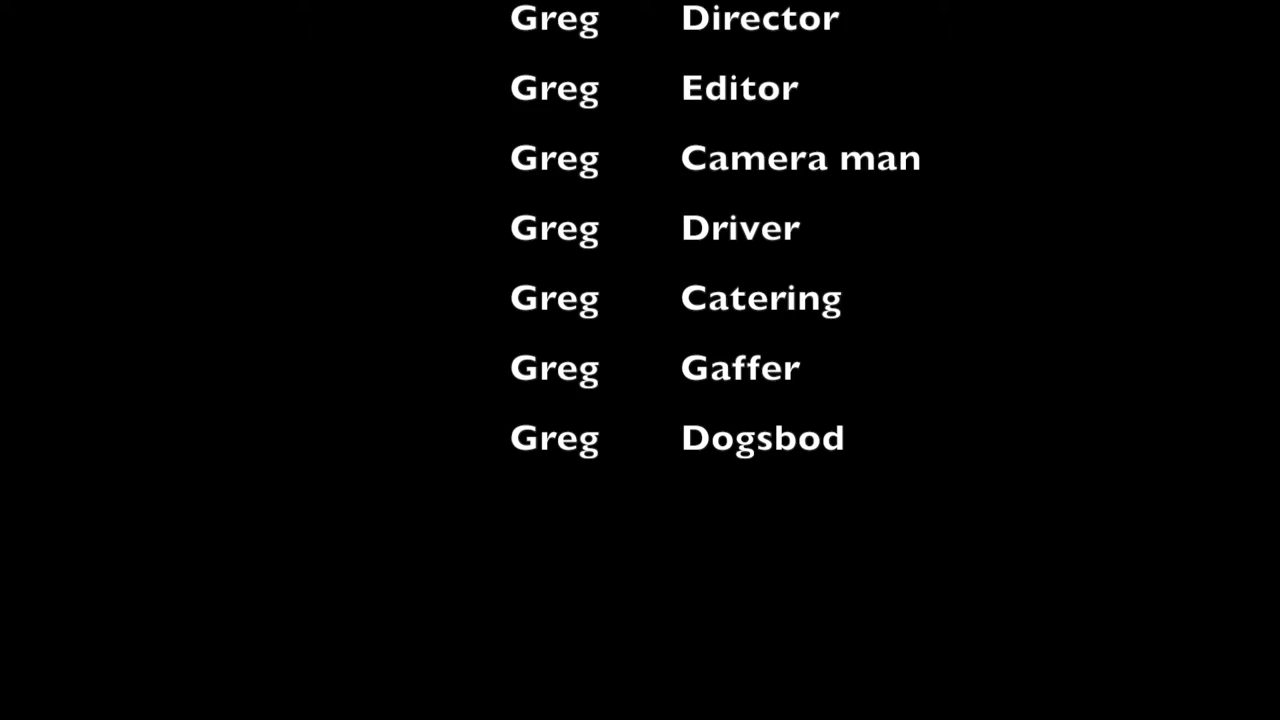 Greg Director
Greg Editor
Greg Camera man
Greg Driver
Greg Catering
Greg Gaffer
Greg Dogsbod